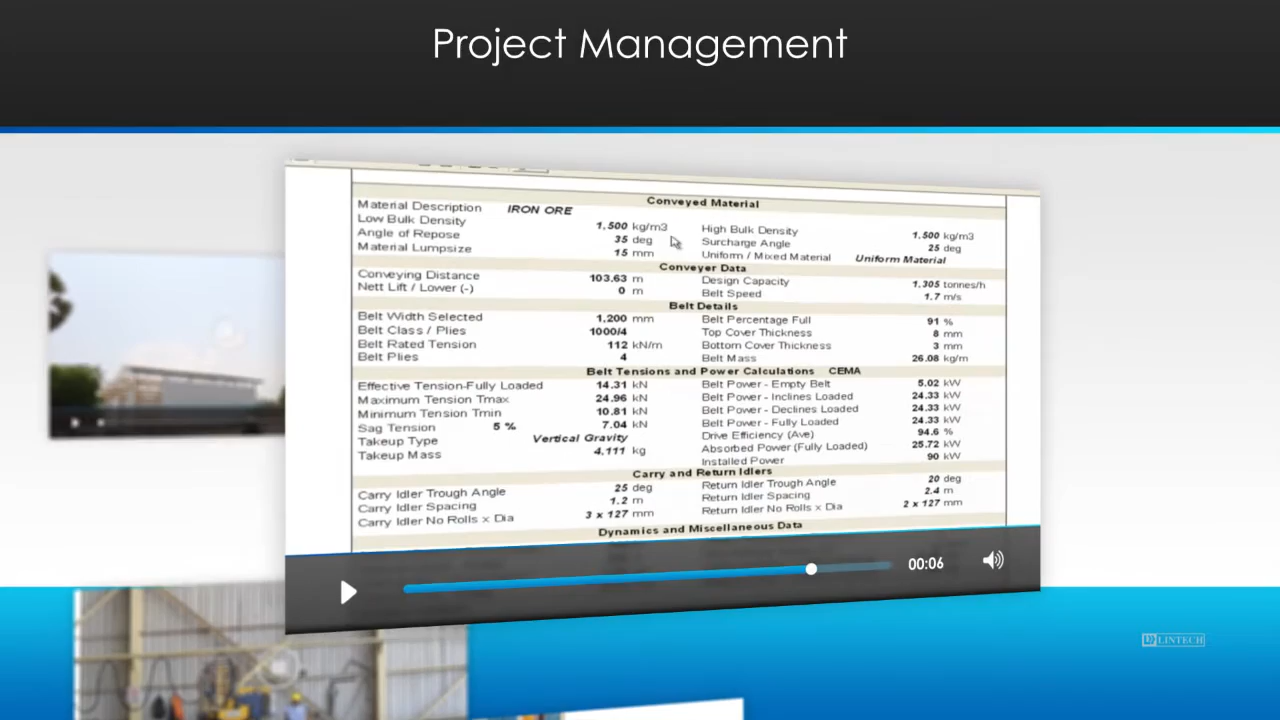 Project Management
Conveyed Material
Material Description IRON ORE
Low Bulk Density 1,500 kg/m3 High Bulk Density 1,500 kg/m3
Angle of Repose 35 deg Surcharge Angle 25 deg
Material Lumpsize 15 mm Uniform / Mixed Material Uniform Material
Conveyer Data
Conveying Distance 103.63 m Design Capacity 1,305 tonnes/h
Nett Lift / Lower (-) 0 m Belt Speed 1.7 m/s
Belt Details
Belt Width Selected 1,200 mm Belt Percentage Full 91 %
Belt Class / Plies 1000/4 Top Cover Thickness 8 mm
Belt Rated Tension 112 kN/m Bottom Cover Thickness 3 mm
Belt Plies 4 Belt Mass 26.08 kg/m
Belt Tensions and Power Calculations CEMA
Effective Tension-Fully Loaded 14.31 kN Belt Power - Empty Belt 5.02 kW
Maximum Tension Tmax 24.96 kN Belt Power - Inclines Loaded 24.33 kW
Minimum Tension Tmin 10.81 kN Belt Power - Declines Loaded 24.33 kW
Sag Tension 5 % 7.04 kN Belt Power - Fully Loaded 24.33 kW
Takeup Type Vertical Gravity Drive Efficiency (Ave) 94.6 %
Takeup Mass 4,111 kg Absorbed Power (Fully Loaded) 25.72 kW
Installed Power 90 kW
Carry and Return Idlers
Carry Idler Trough Angle 25 deg Return Idler Trough Angle 20 deg
Carry Idler Spacing 1.2 m Return Idler Spacing 2.4 m
Carry Idler No Rolls x Dia 3 x 127 mm Return Idler No Rolls x Dia 2 x 127 mm
Dynamics and Miscellaneous Data
00:06
LINTECH